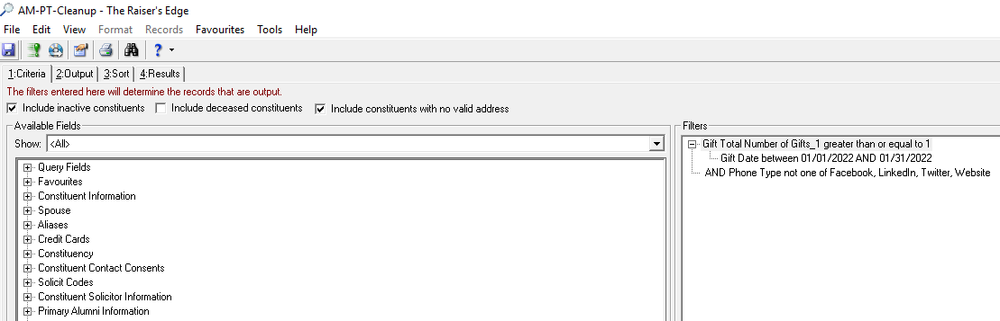 AM-PT-Cleanup - The Raiser's Edge
File Edit View Format Records Favourites Tools Help
1:Criteria 2:Output 3:Sort 4:Results
The filters entered here will determine the records that are output.
Include inactive constituents Include deceased constituents Include constituents with no valid address
Available Fields
Show: <All>
Query Fields
Favourites
Constituent Information
Spouse
Aliases
Credit Cards
Constituency
Constituent Contact Consents
Solicit Codes
Constituent Solicitor Information
Primary Alumni Information
Filters
Gift Total Number of Gifts_1 greater than or equal to 1
Gift Date between 01/01/2022 AND 01/31/2022
AND Phone Type not one of Facebook, LinkedIn, Twitter, Website